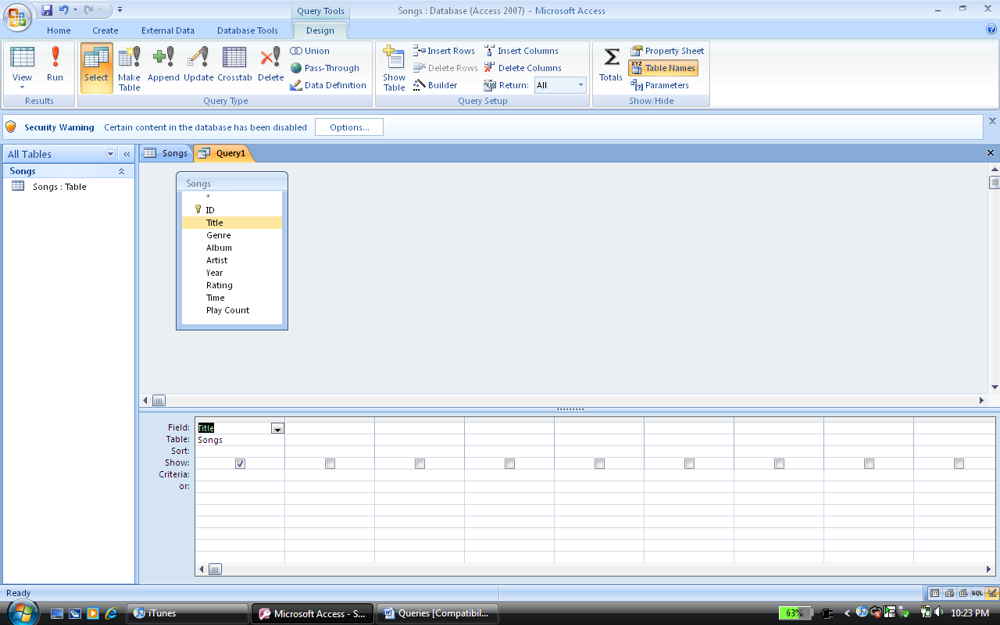 Query Tools
Songs : Database (Access 2007) - Microsoft Access
Home Create External Data Database Tools Design
View
Run
Results
Select
Make Table
Append
Update
Crosstab
Delete
Union
Pass-Through
Data Definition
Query Type
Show Table
Insert Rows
Delete Rows
Builder
Insert Columns
Delete Columns
Return: All
Query Setup
Σ
Totals
Property Sheet
XYZ Table Names
[?] Parameters
Show/Hide
Security Warning Certain content in the database has been disabled Options...
All Tables «
Songs
Songs : Table
Songs Query1
Songs
*
ID
Title
Genre
Album
Artist
Year
Rating
Time
Play Count
Field: Title
Table: Songs
Sort:
Show:
Criteria:
or:
Ready
SQL
iTunes
Microsoft Access - S...
Queries [Compatibil...
63%
10:23 PM